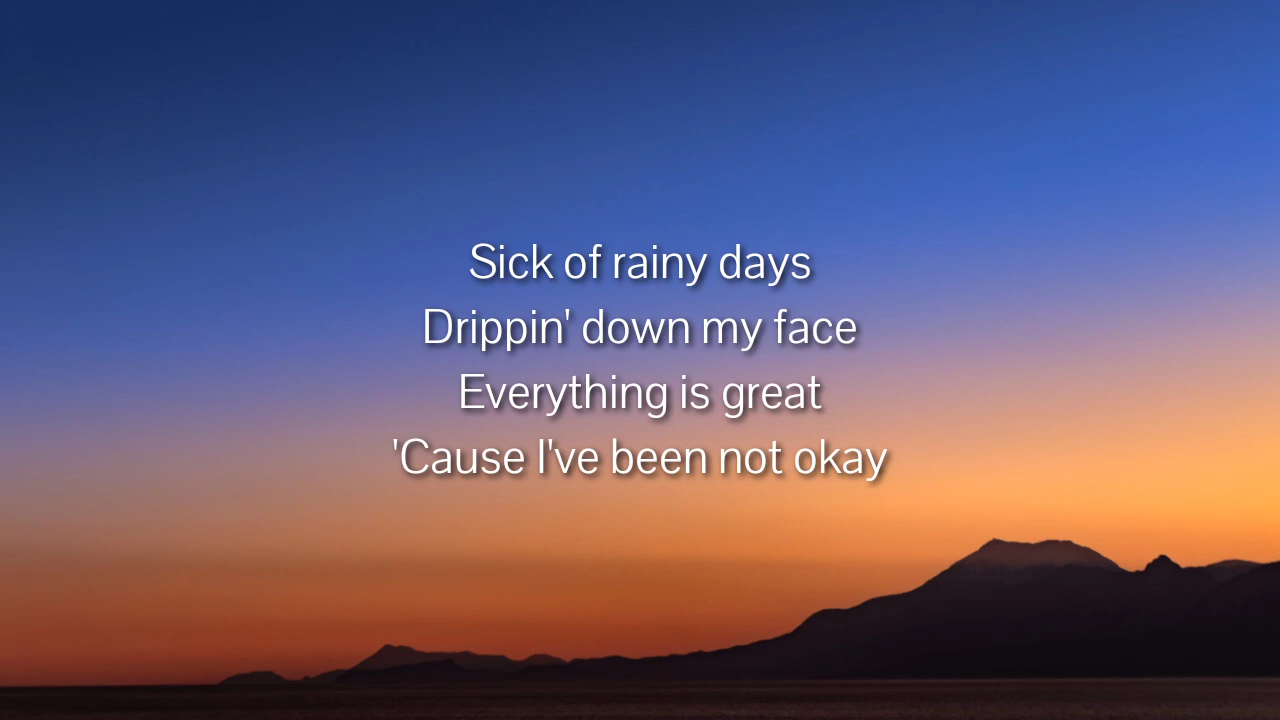 Sick of rainy days
Drippin' down my face
Everything is great
'Cause I've been not okay